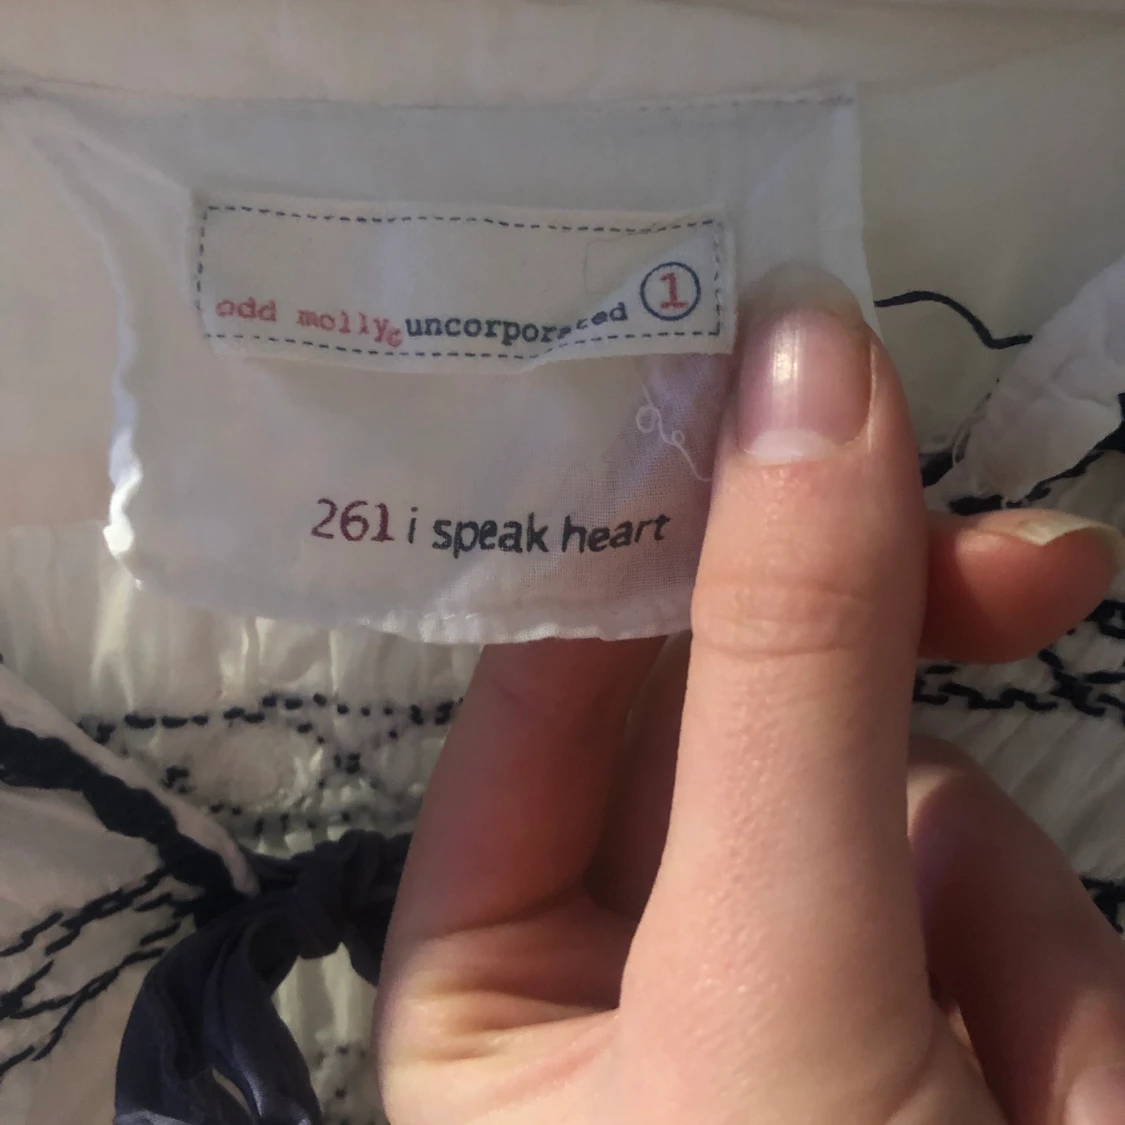 odd molly uncorporated 1
261 i speak heart